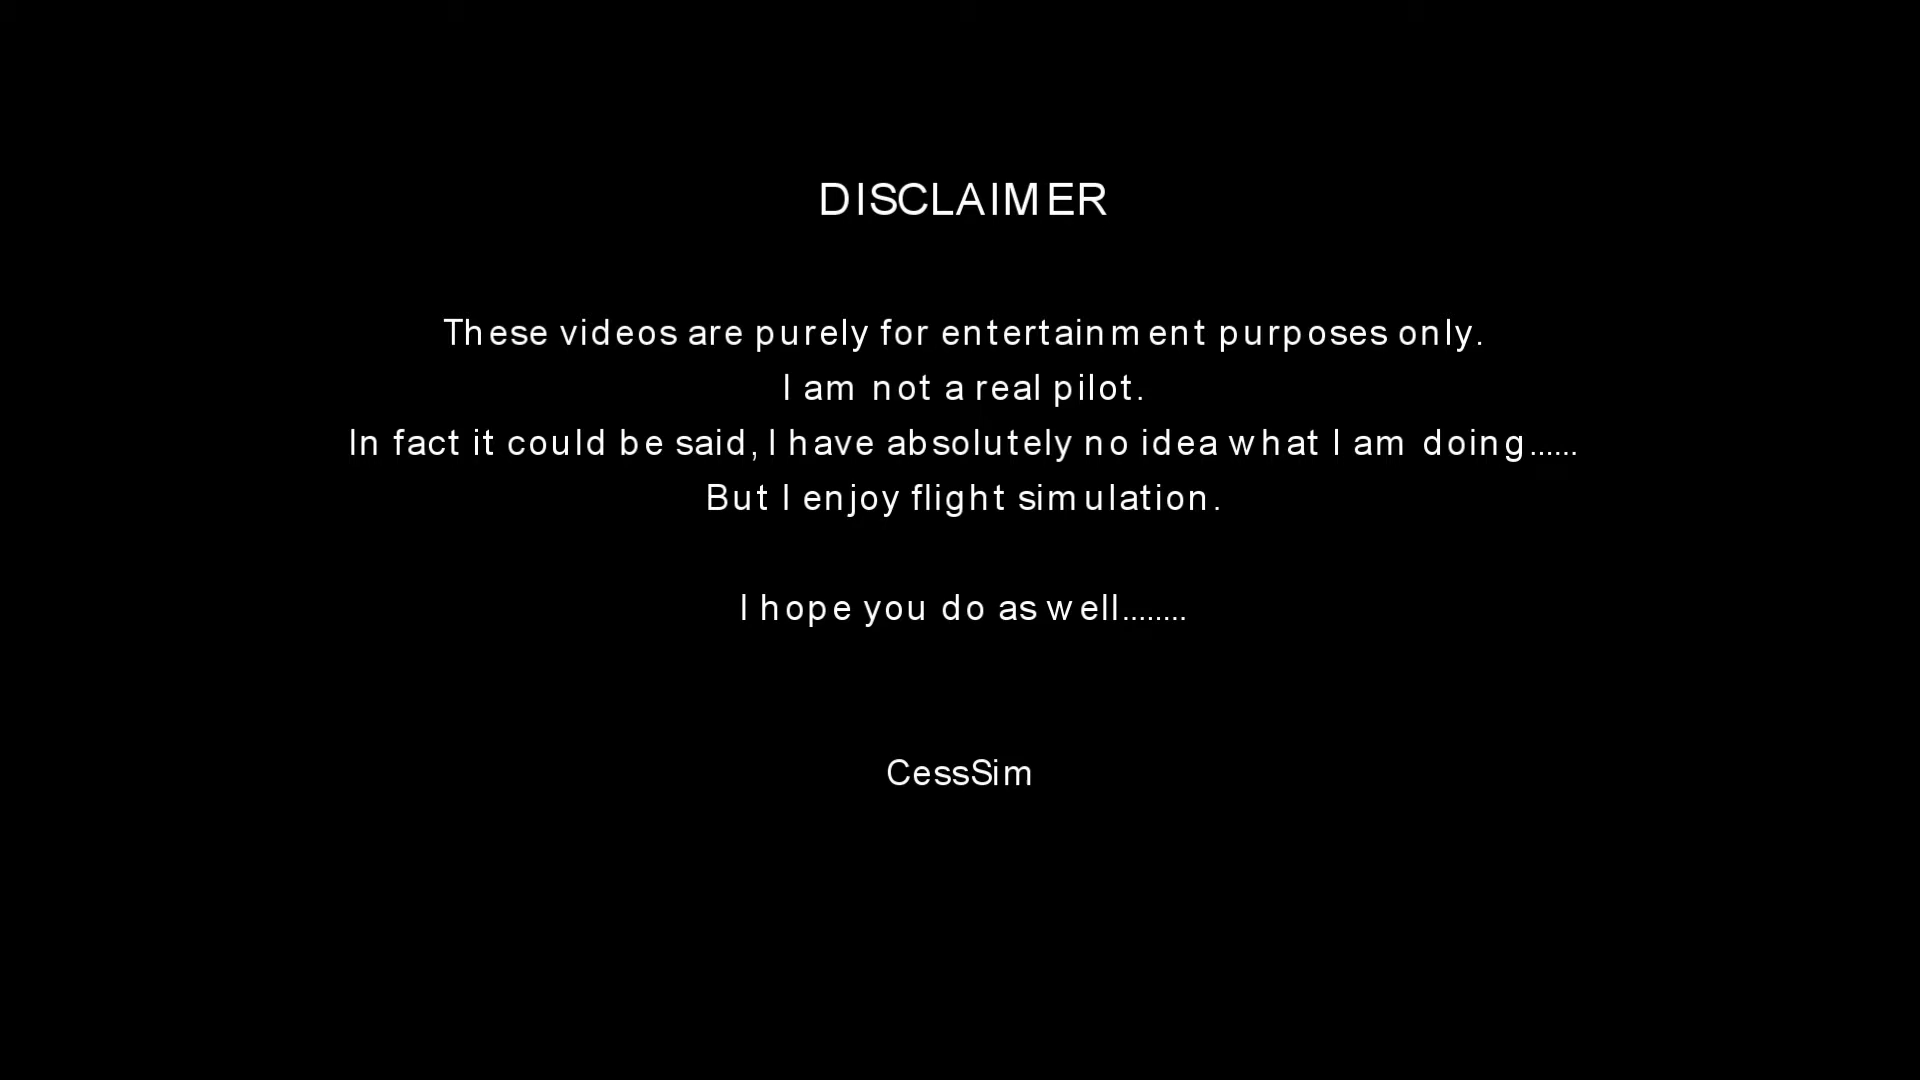 DISCLAIMER
These videos are purely for entertainment purposes only.
I am not a real pilot.
In fact it could be said, I have absolutely no idea what I am doing......
But I enjoy flight simulation.
I hope you do as well........
CessSim